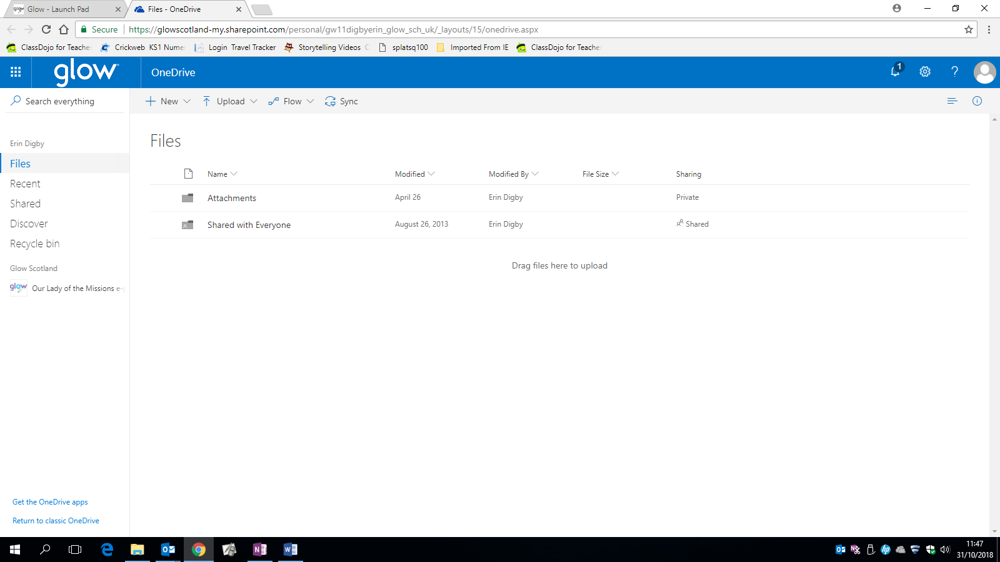 glow Glow - Launch Pad
Files - OneDrive
Secure https://glowscotland-my.sharepoint.com/personal/gw11digbyerin_glow_sch_uk/_layouts/15/onedrive.aspx
ClassDojo for Teache Crickweb KS1 Nume Login Travel Tracker Storytelling Videos C splatsq100 Imported From IE ClassDojo for Teache
glow OneDrive 1 ?
Search everything
New Upload Flow Sync
Files
Erin Digby
Files
Recent
Shared
Discover
Recycle bin
Glow Scotland
glow Our Lady of the Missions e-p
Name Modified Modified By File Size Sharing
Attachments April 26 Erin Digby Private
Shared with Everyone August 26, 2013 Erin Digby Shared
Drag files here to upload
Get the OneDrive apps
Return to classic OneDrive
11:47
31/10/2018